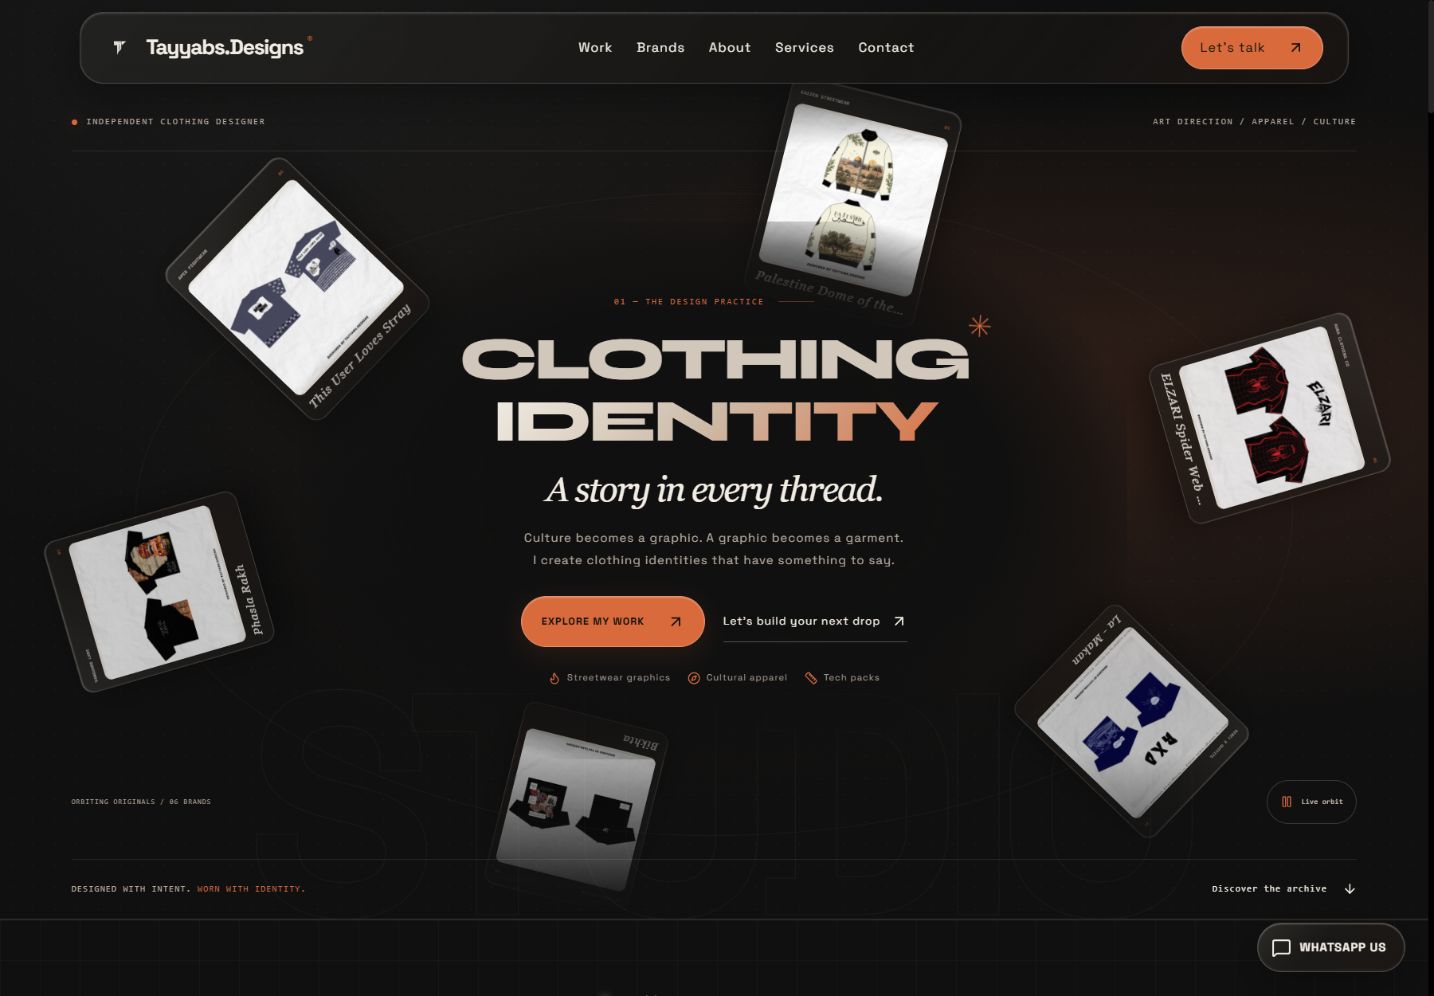 Tayyabs.Designs
Work
Brands
About
Services
Contact
Let's talk
INDEPENDENT CLOTHING DESIGNER
ART DIRECTION / APPAREL / CULTURE
Palestine Dome of the...
This User Loves Stray
01 — THE DESIGN PRACTICE
CLOTHING
IDENTITY
A story in every thread.
Culture becomes a graphic. A graphic becomes a garment.
I create clothing identities that have something to say.
EXPLORE MY WORK
Let's build your next drop
Streetwear graphics
Cultural apparel
Tech packs
ELZARI Spider Web ...
ELZARI
Phasla Rakh
La - Makan
Bikhta
STUDIO
ORBITING ORIGINALS / 06 BRANDS
Live orbit
DESIGNED WITH INTENT. WORN WITH IDENTITY.
Discover the archive
WHATSAPP US